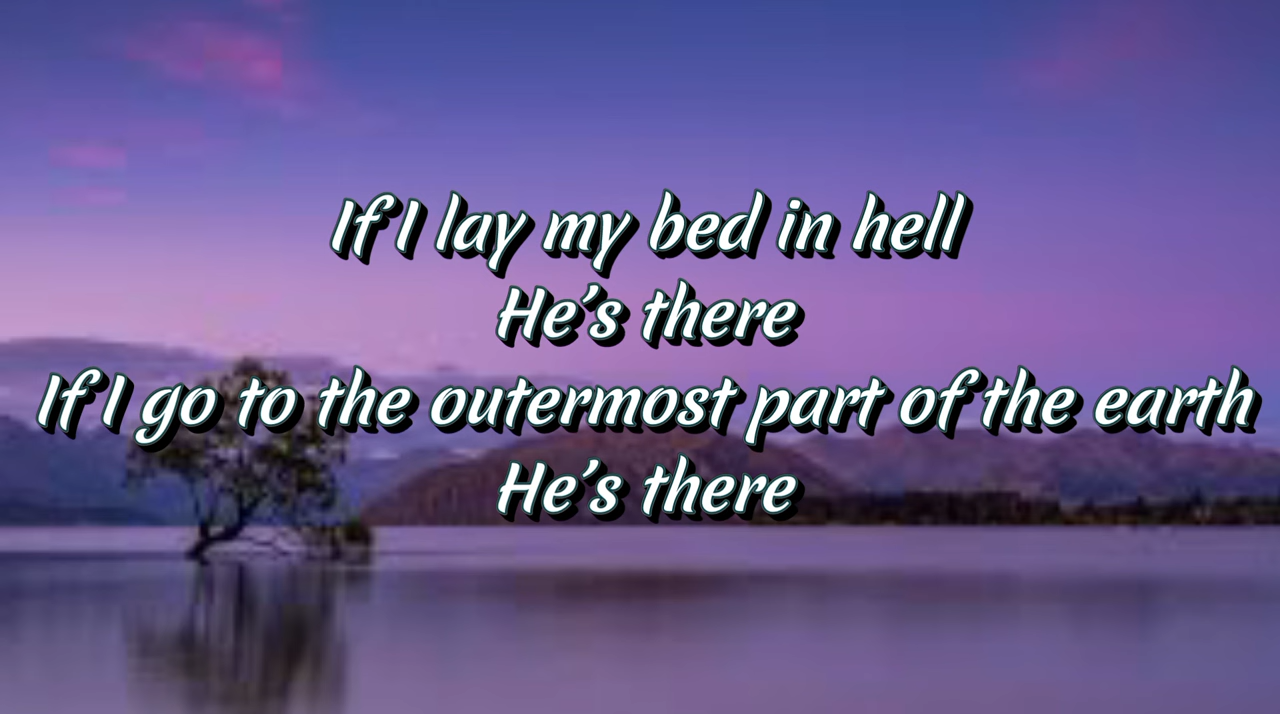 If I lay my bed in hell
He's there
If I go to the outermost part of the earth
He's there